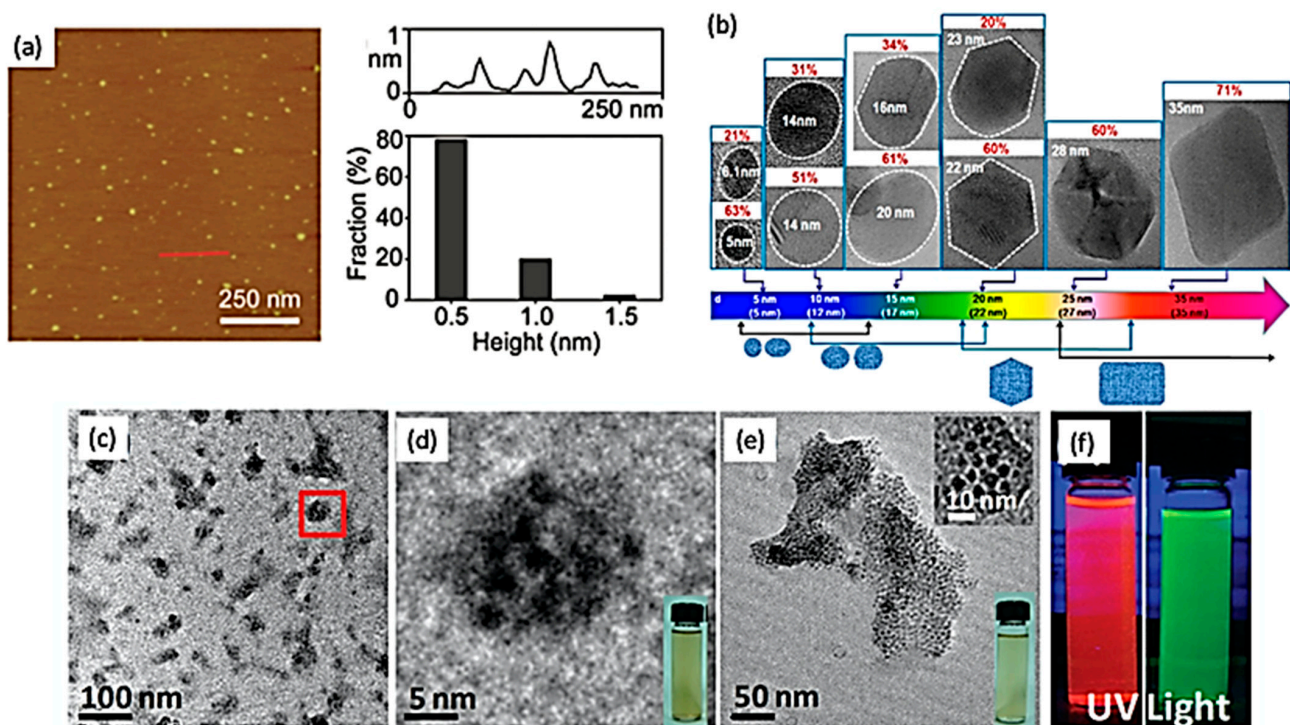 (a)
250 nm
1
nm
0
0
250 nm
80
60
40
20
0
Fraction (%)
0.5 1.0 1.5
Height (nm)
(b)
21%
6.1nm
63%
5nm
31%
14nm
51%
14 nm
34%
16nm
61%
20 nm
20%
23 nm
60%
22 nm
60%
28 nm
71%
35nm
d 5 nm 10 nm 15 nm 20 nm 25 nm 35 nm
(5 nm) (12 nm) (17 nm) (22 nm) (27 nm) (35 nm)
(c)
100 nm
(d)
5 nm
(e)
10 nm
50 nm
(f)
UV Light